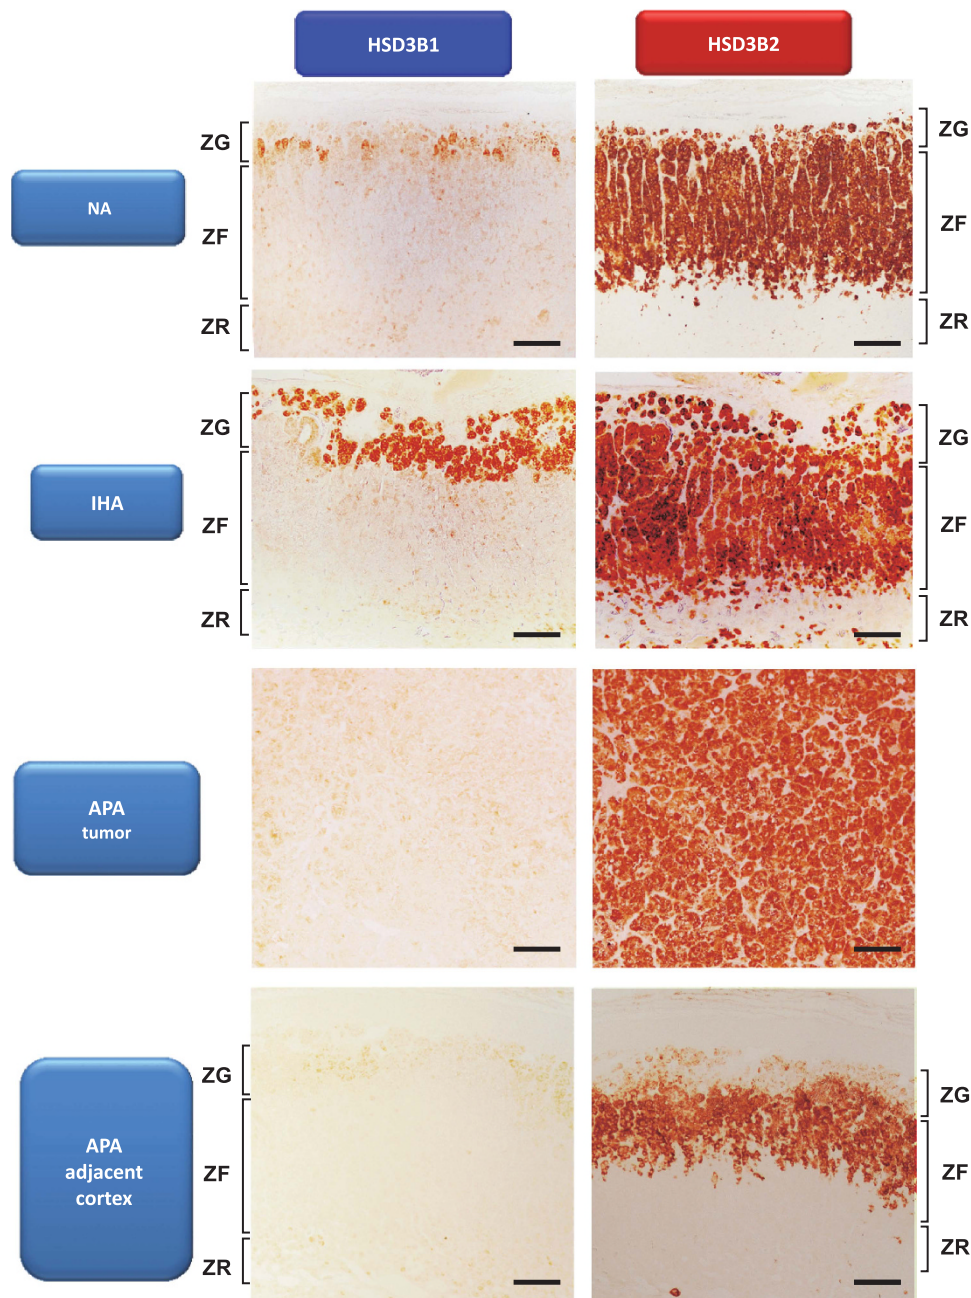 HSD3B1
HSD3B2
NA
ZG
ZF
ZR
ZG
ZF
ZR
IHA
ZG
ZF
ZR
ZG
ZF
ZR
APA
tumor
APA
adjacent
cortex
ZG
ZF
ZR
ZG
ZF
ZR